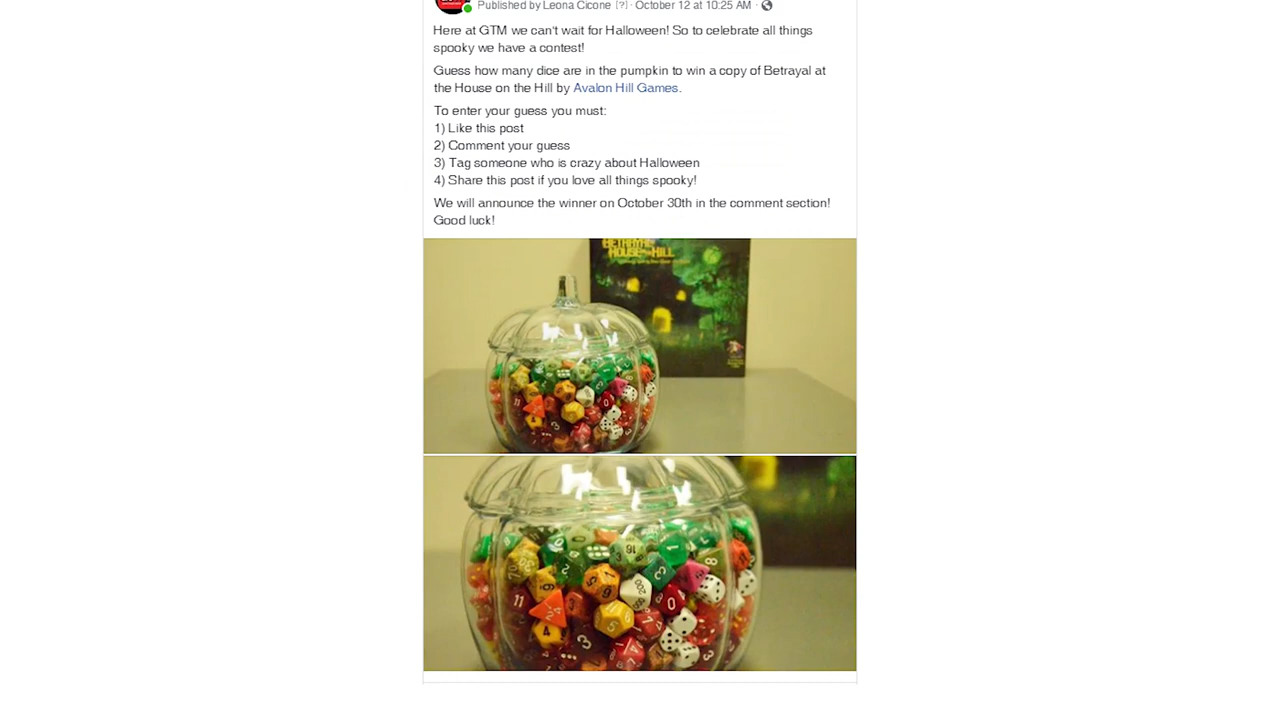 Published by Leona Cicone [?] · October 12 at 10:25 AM ·
Here at GTM we can't wait for Halloween! So to celebrate all things
spooky we have a contest!
Guess how many dice are in the pumpkin to win a copy of Betrayal at
the House on the Hill by Avalon Hill Games.
To enter your guess you must:
1) Like this post
2) Comment your guess
3) Tag someone who is crazy about Halloween
4) Share this post if you love all things spooky!
We will announce the winner on October 30th in the comment section!
Good luck!
BETRAYAL
HOUSE ON THE HILL